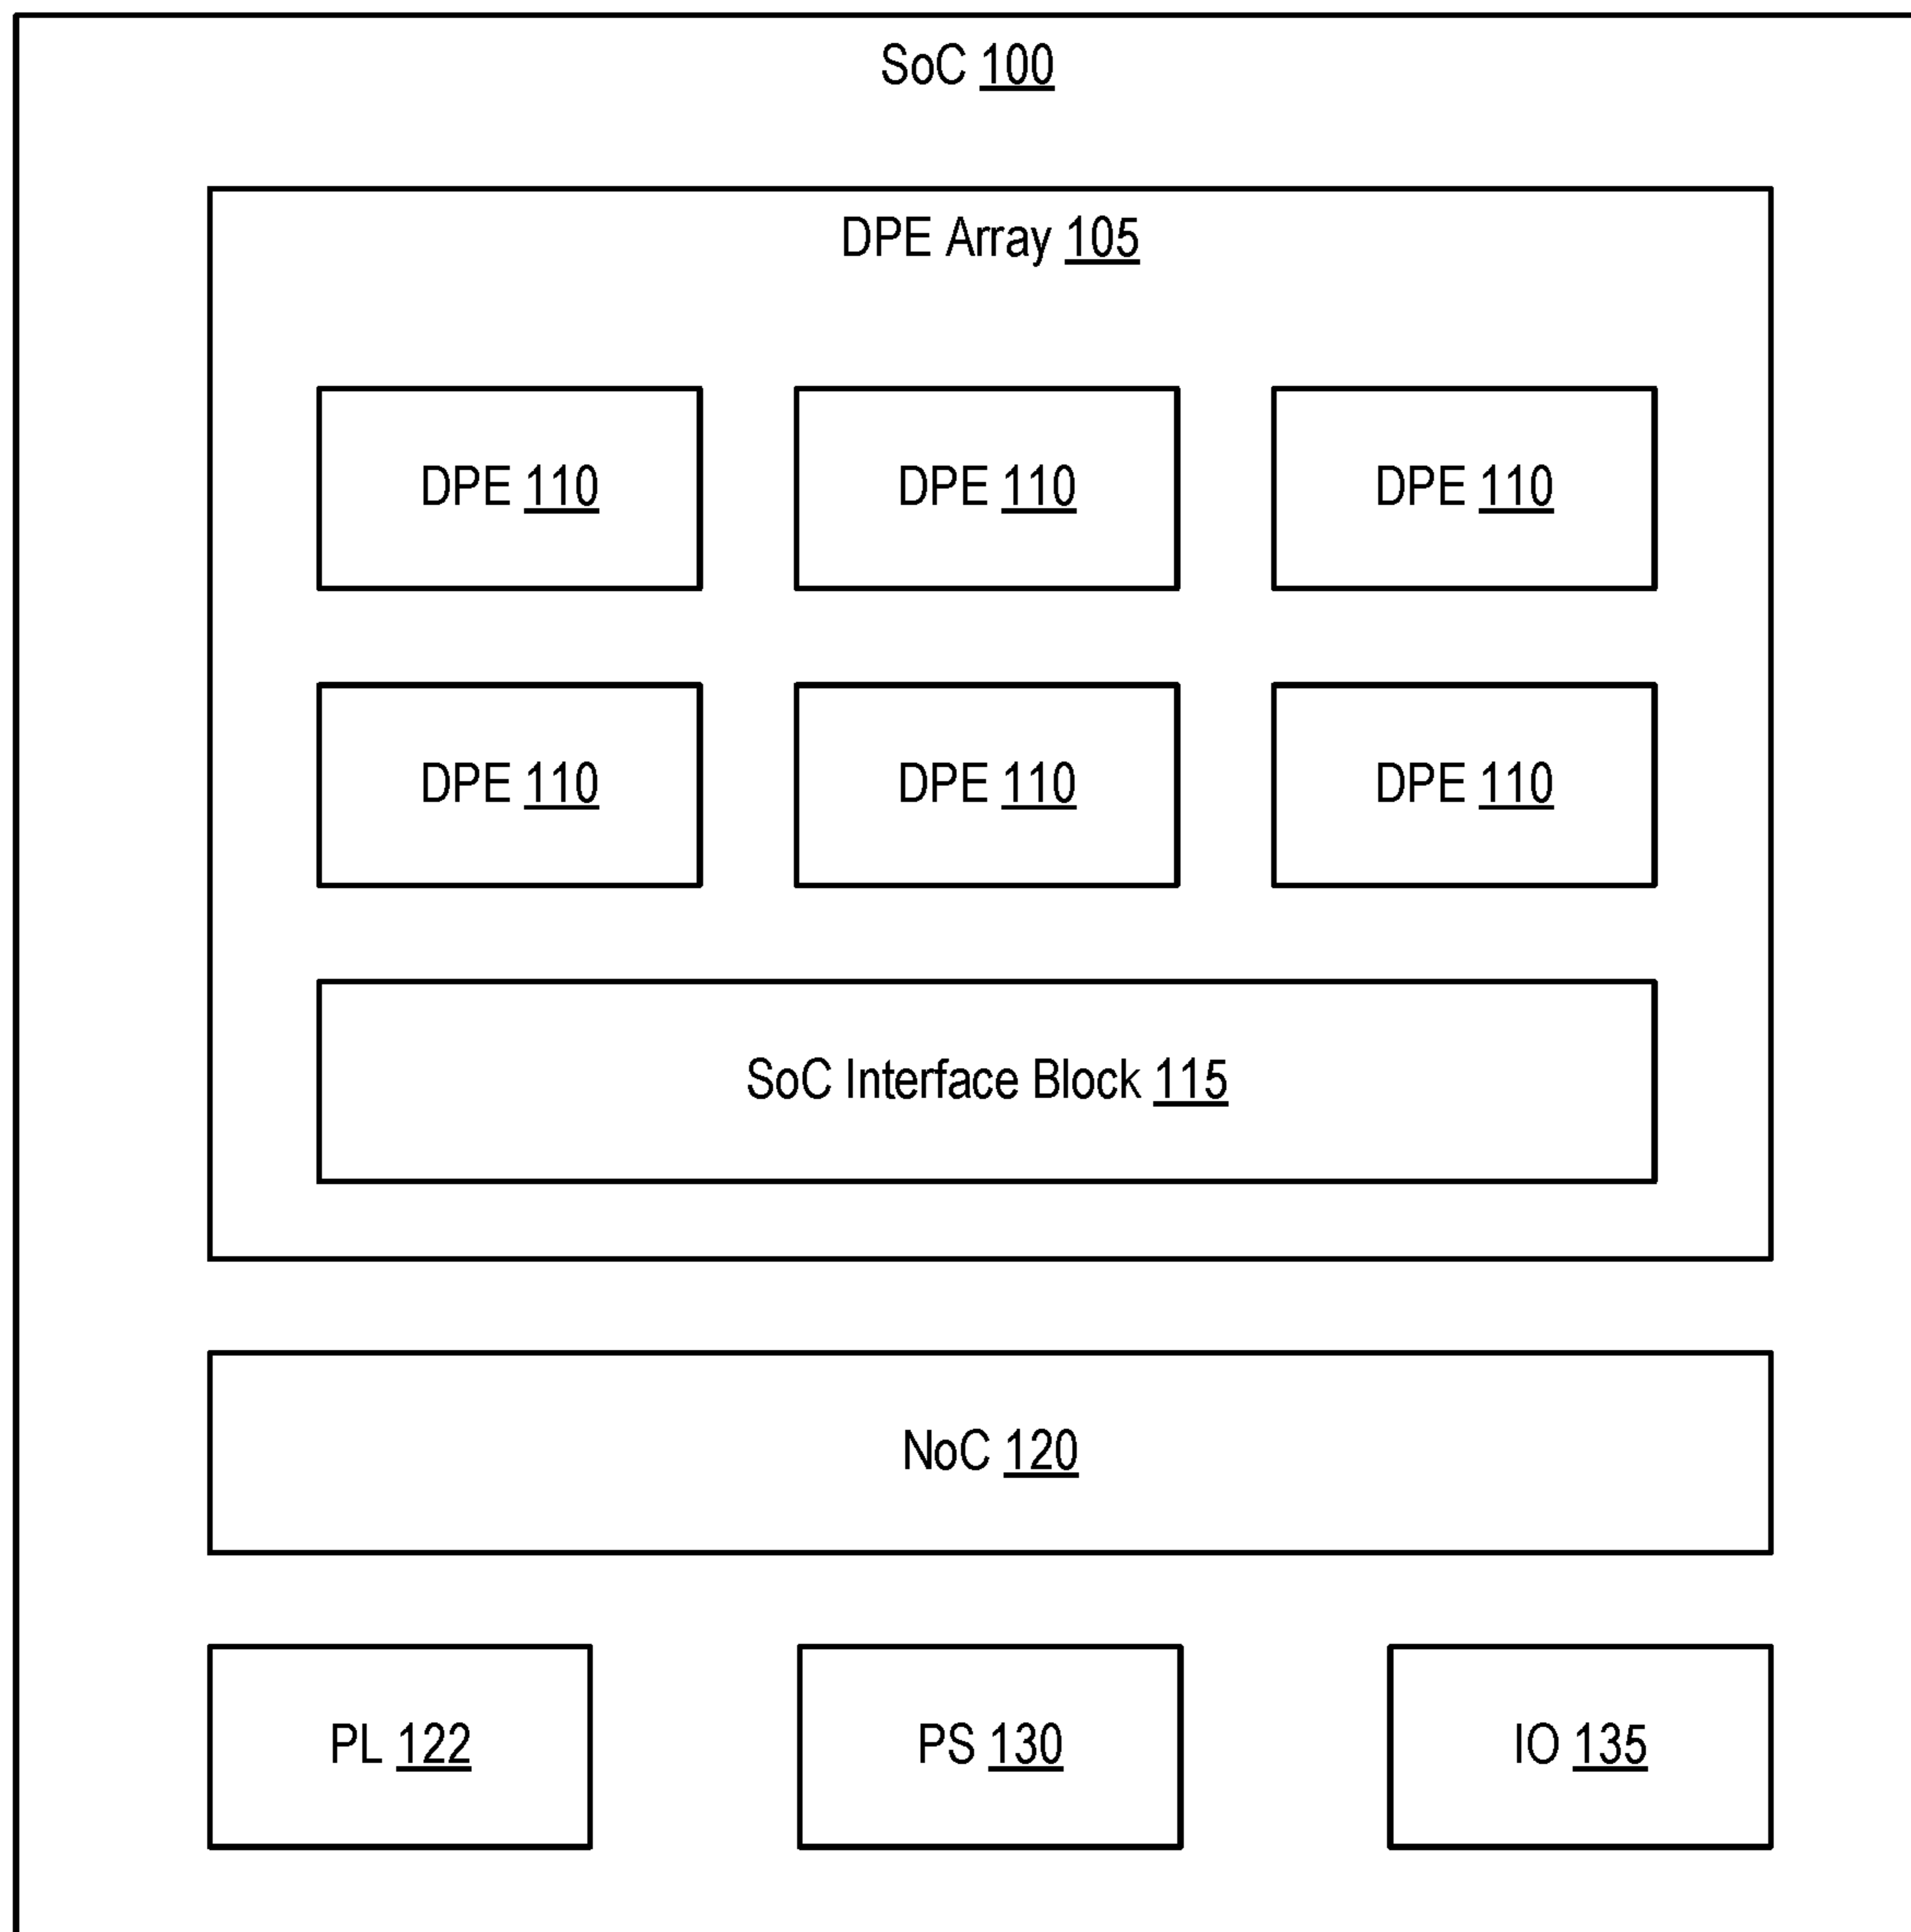 SoC 100
DPE Array 105
DPE 110 DPE 110 DPE 110
DPE 110 DPE 110 DPE 110
SoC Interface Block 115
NoC 120
PL 122 PS 130 IO 135